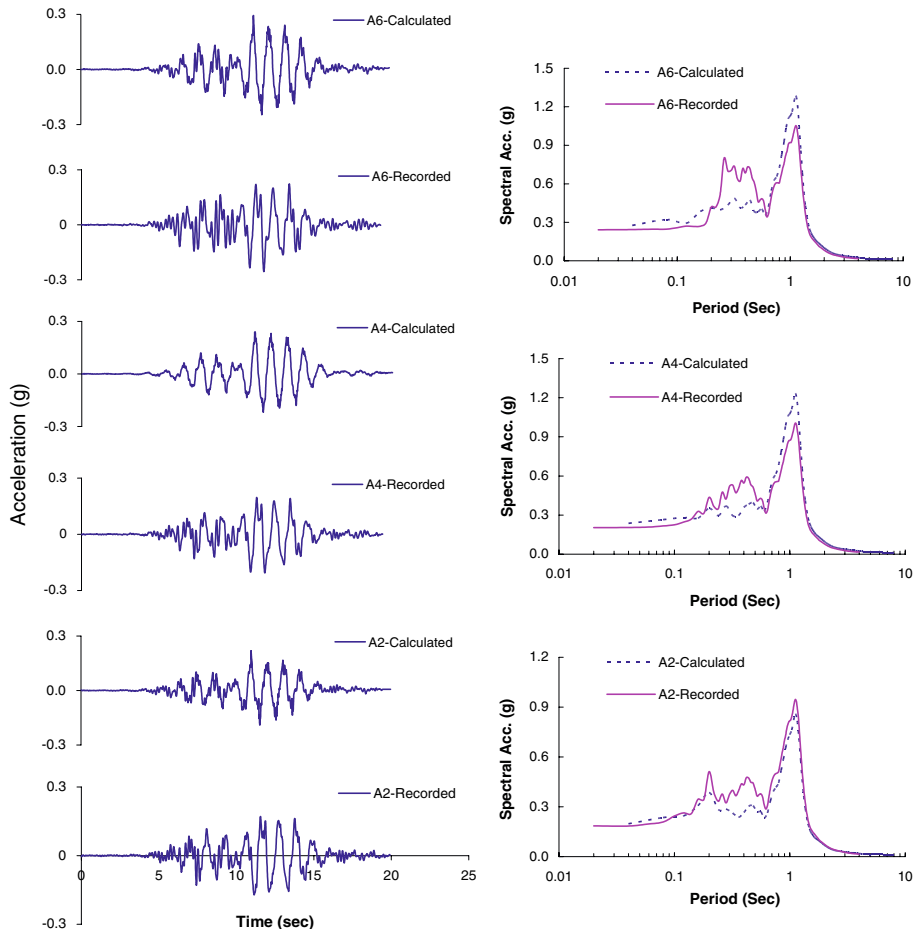 Acceleration (g)
0.3
0.0
-0.3
A6-Calculated
0.3
0
-0.3
A6-Recorded
0.3
0.0
-0.3
A4-Calculated
0.3
0
-0.3
A4-Recorded
0.3
0.0
-0.3
A2-Calculated
0.3
0
-0.3
A2-Recorded
0 5 10 15 20 25
Time (sec)
Spectral Acc. (g)
1.5
1.2
0.9
0.6
0.3
0.0
A6-Calculated
A6-Recorded
0.01 0.1 1 10
Period (Sec)
Spectral Acc. (g)
1.5
1.2
0.9
0.6
0.3
0.0
A4-Calculated
A4-Recorded
0.01 0.1 1 10
Period (Sec)
Spectral Acc. (g)
1.2
0.9
0.6
0.3
0.0
A2-Calculated
A2-Recorded
0.01 0.1 1 10
Period (Sec)